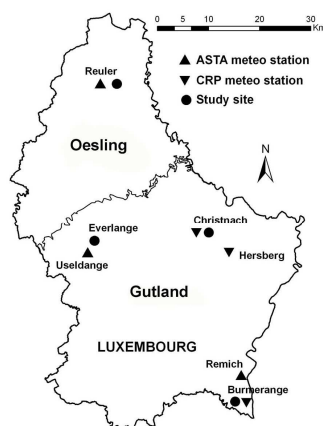 0 5 10 20 30
Km
ASTA meteo station
CRP meteo station
Study site
Reuler
N
Oesling
Christnach
Everlange
Hersberg
Useldange
Gutland
LUXEMBOURG
Remich
Burmerange